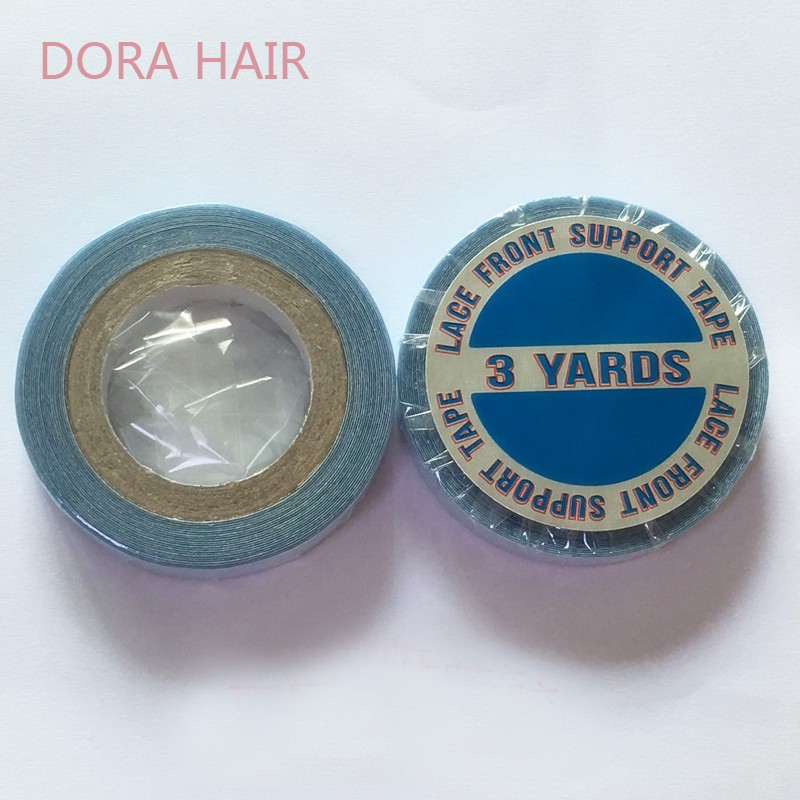 DORA HAIR
LACE FRONT SUPPORT TAPE
3 YARDS
LACE FRONT SUPPORT TAPE